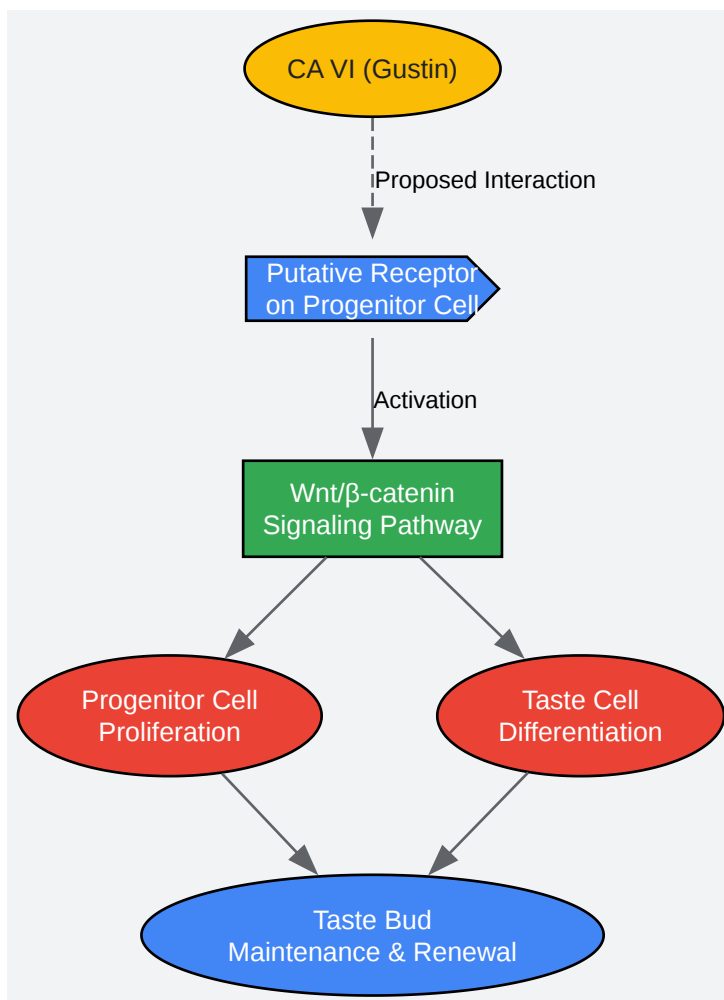 CA VI (Gustin)
Proposed Interaction
Putative Receptor
on Progenitor Cell
Activation
Wnt/β-catenin
Signaling Pathway
Progenitor Cell
Proliferation
Taste Cell
Differentiation
Taste Bud
Maintenance & Renewal